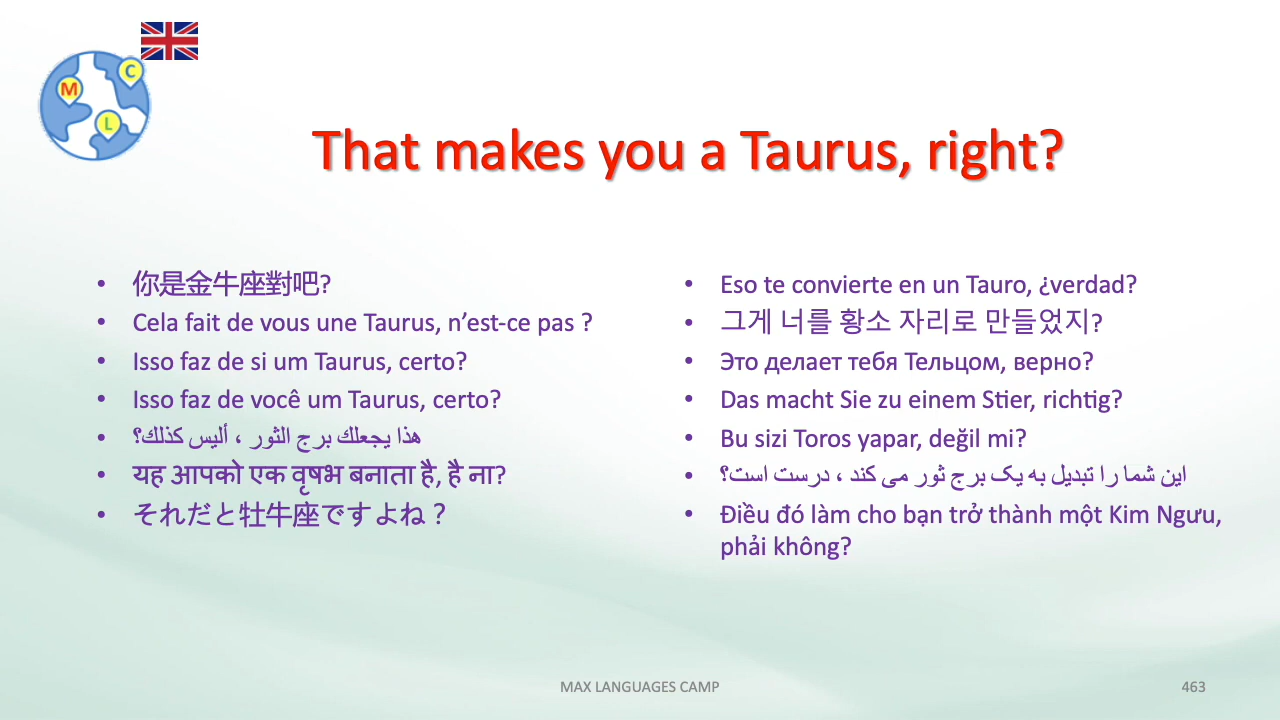 M
C
L
That makes you a Taurus, right?
• 你是金牛座對吧?
• Cela fait de vous une Taurus, n’est-ce pas ?
• Isso faz de si um Taurus, certo?
• Isso faz de você um Taurus, certo?
• هذا يجعلك برج الثور ، أليس كذلك؟
• यह आपको एक वृषभ बनाता है, है ना?
• それだと牡牛座ですよね？
• Eso te convierte en un Tauro, ¿verdad?
• 그게 너를 황소 자리로 만들었지?
• Это делает тебя Тельцом, верно?
• Das macht Sie zu einem Stier, richtig?
• Bu sizi Toros yapar, değil mi?
• این شما را تبدیل به یک برج ثور می کند ، درست است؟
• Điều đó làm cho bạn trở thành một Kim Ngưu,
phải không?
MAX LANGUAGES CAMP
463